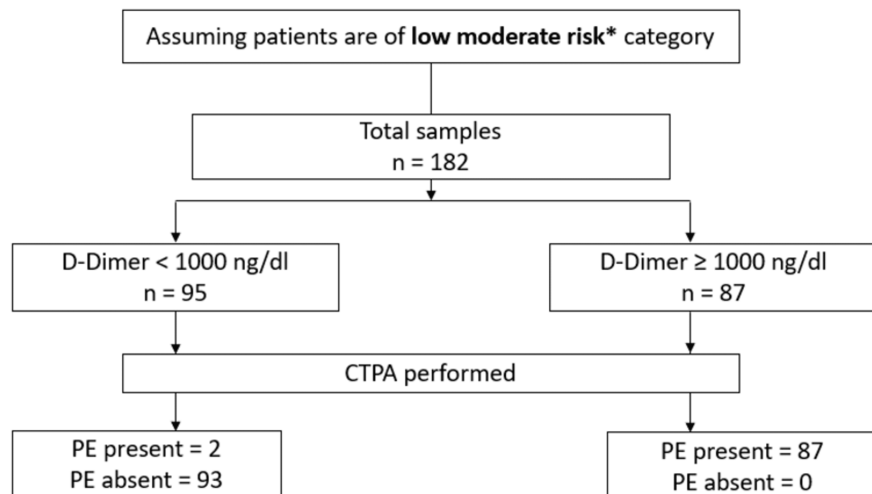 Assuming patients are of low moderate risk* category
Total samples
n = 182
D-Dimer < 1000 ng/dl
n = 95
D-Dimer ≥ 1000 ng/dl
n = 87
CTPA performed
PE present = 2
PE absent = 93
PE present = 87
PE absent = 0